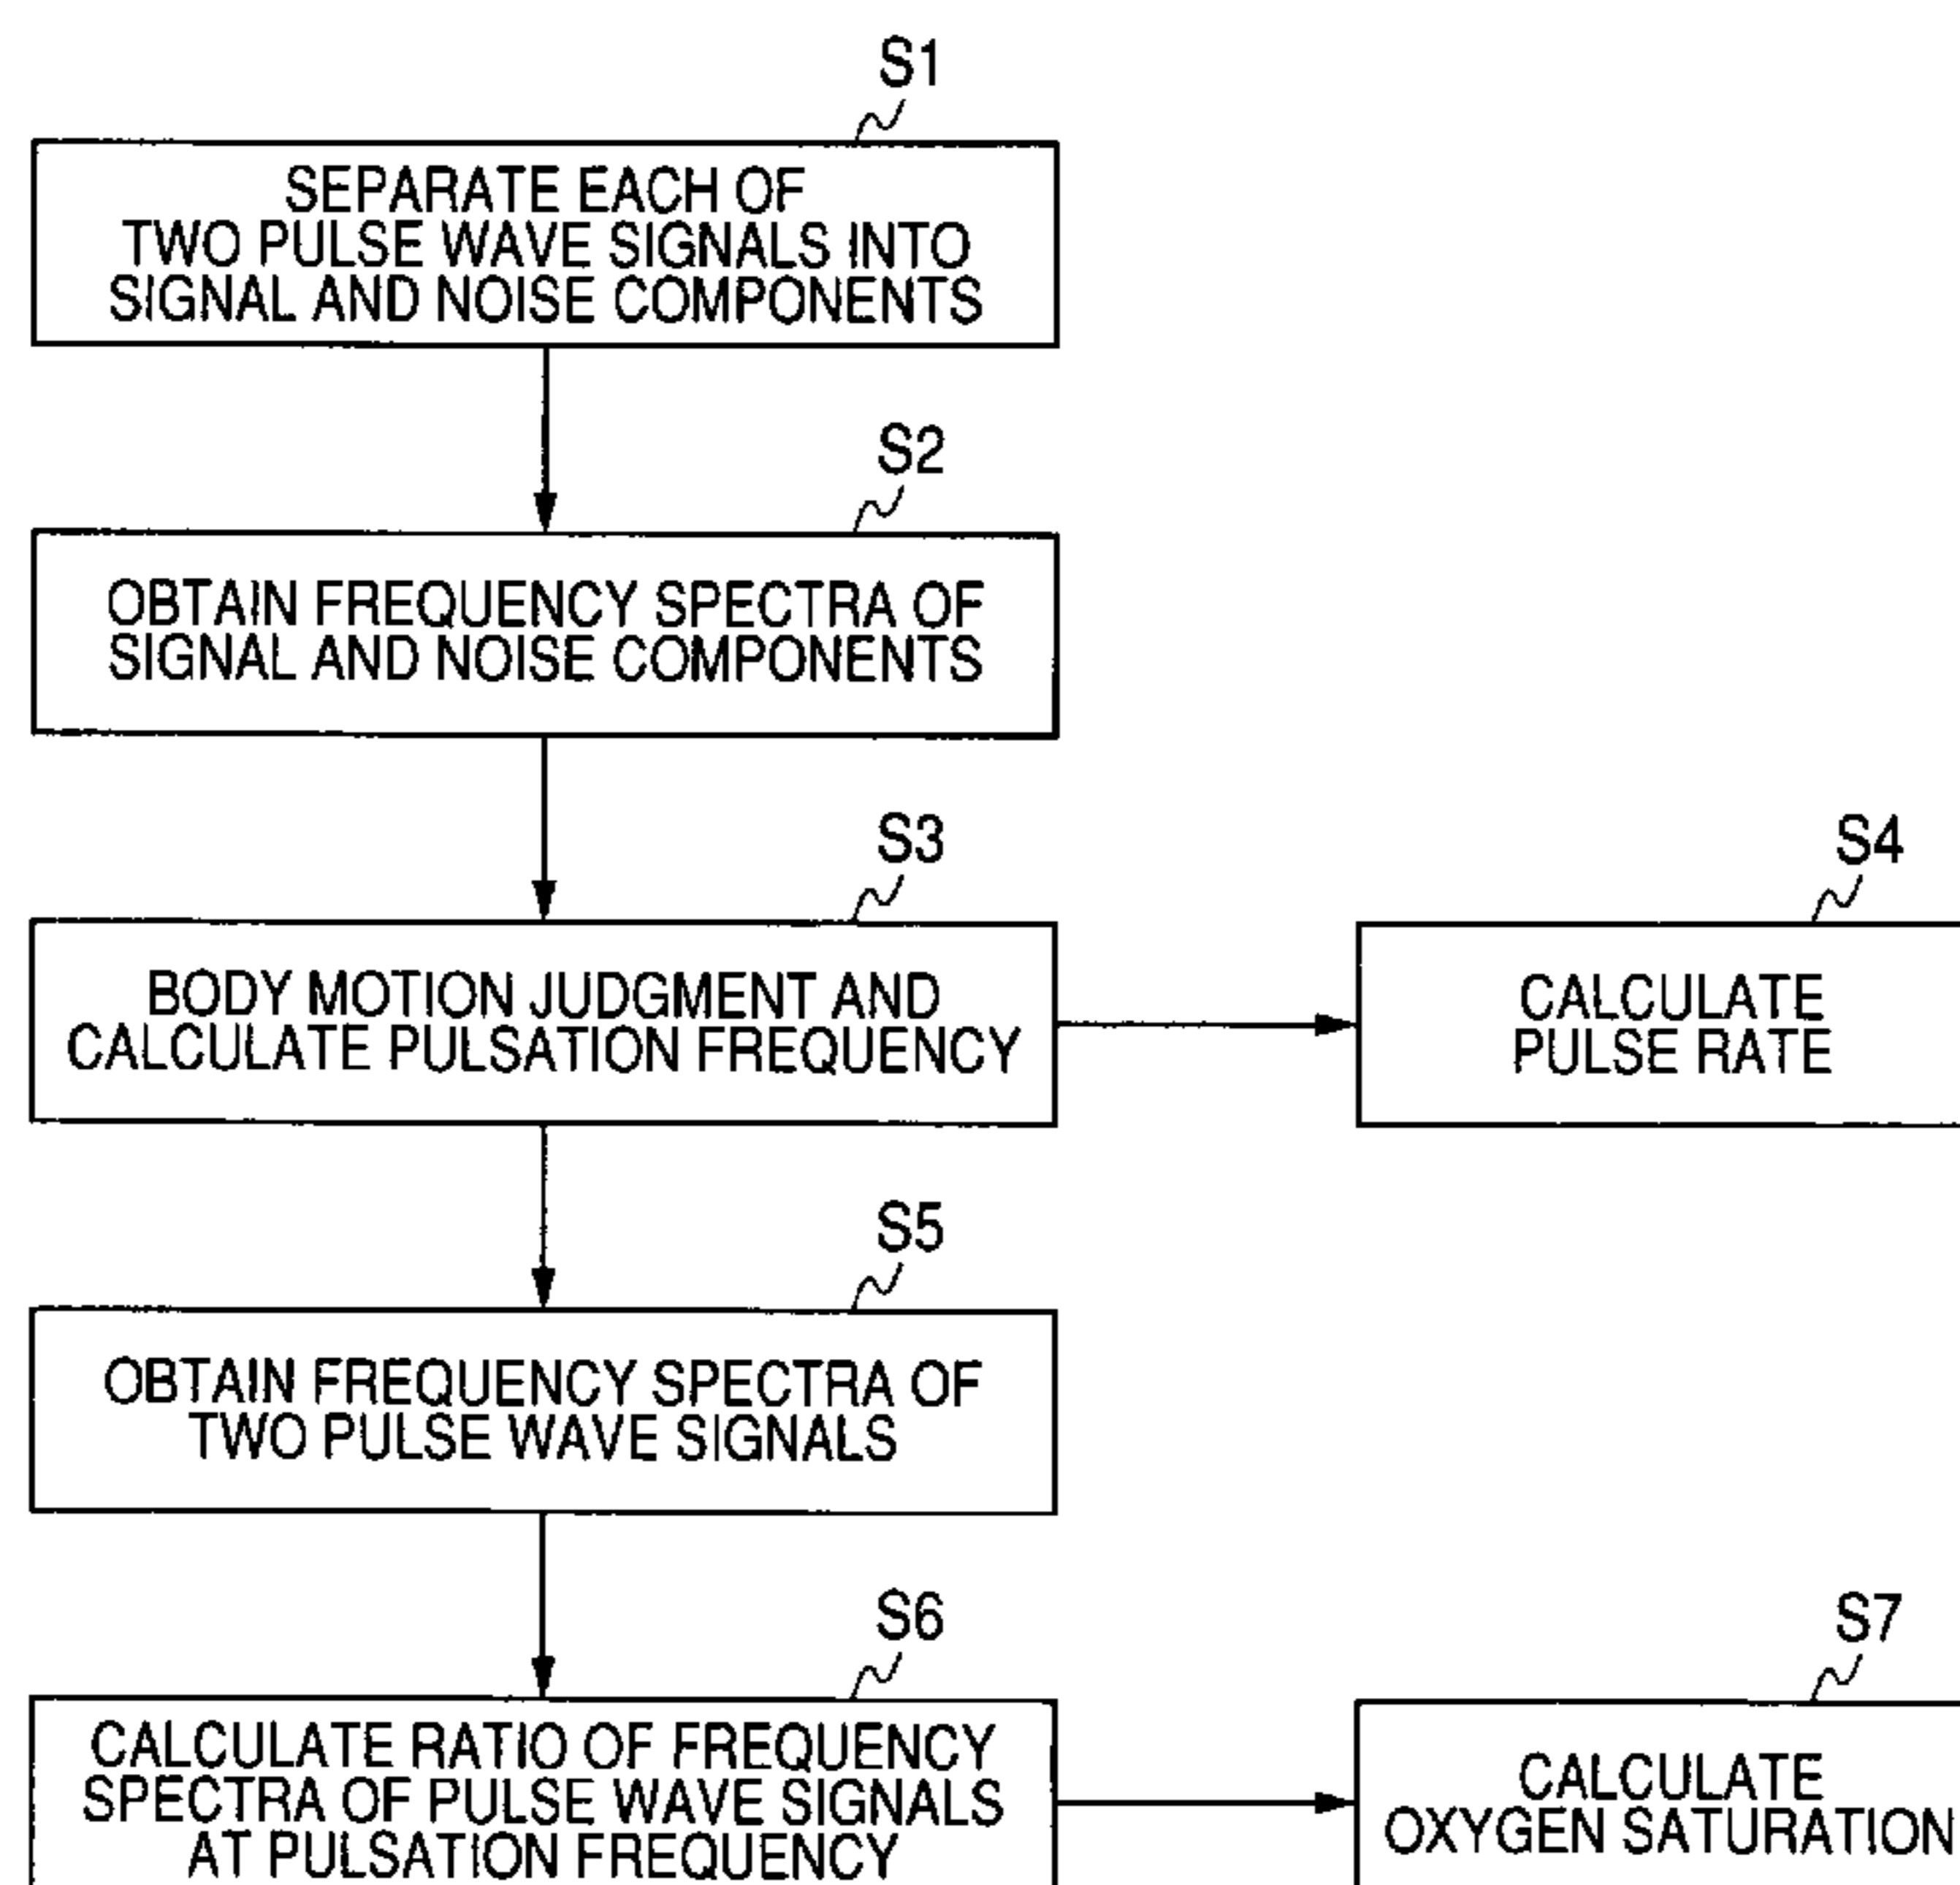 S1
SEPARATE EACH OF
TWO PULSE WAVE SIGNALS INTO
SIGNAL AND NOISE COMPONENTS
S2
OBTAIN FREQUENCY SPECTRA OF
SIGNAL AND NOISE COMPONENTS
S3
BODY MOTION JUDGMENT AND
CALCULATE PULSATION FREQUENCY
S4
CALCULATE
PULSE RATE
S5
OBTAIN FREQUENCY SPECTRA OF
TWO PULSE WAVE SIGNALS
S6
CALCULATE RATIO OF FREQUENCY
SPECTRA OF PULSE WAVE SIGNALS
AT PULSATION FREQUENCY
S7
CALCULATE
OXYGEN SATURATION